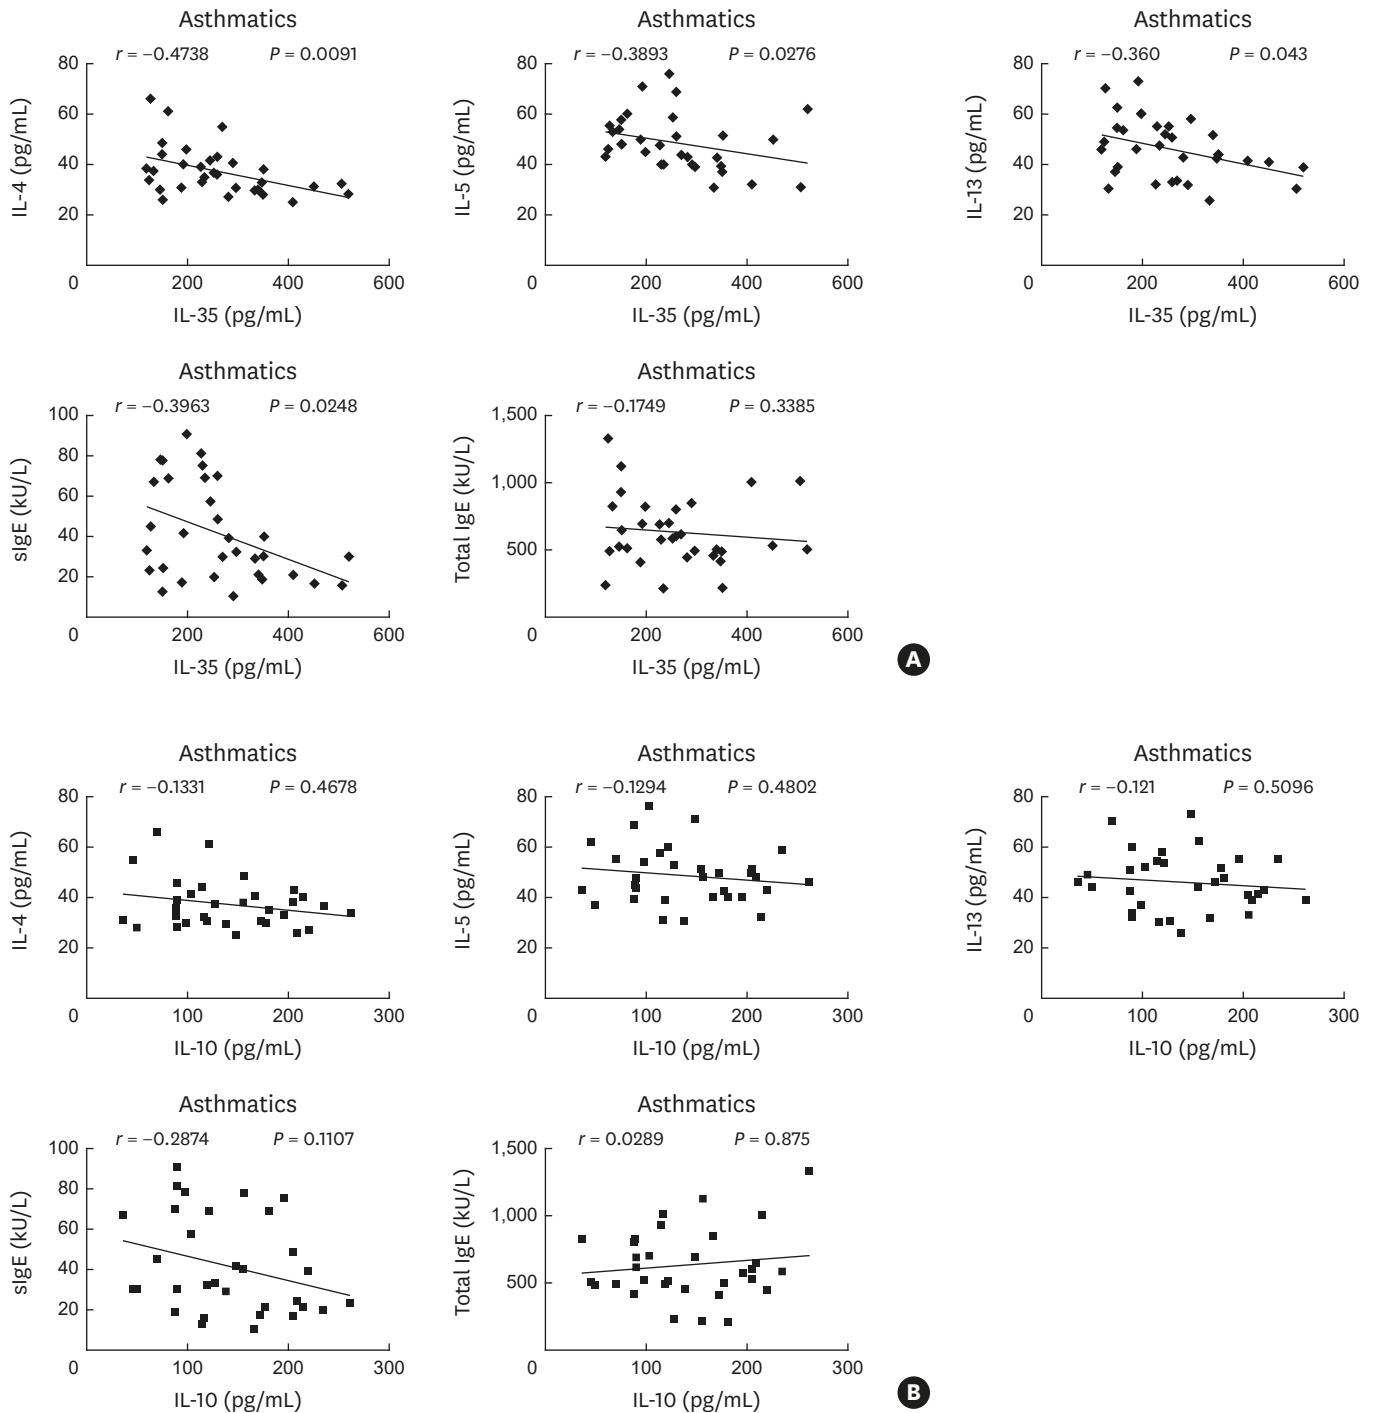 Asthmatics
r = −0.4738 P = 0.0091
IL-4 (pg/mL)
80
60
40
20
0 200 400 600
IL-35 (pg/mL)
Asthmatics
r = −0.3893 P = 0.0276
IL-5 (pg/mL)
80
60
40
20
0 200 400 600
IL-35 (pg/mL)
Asthmatics
r = −0.360 P = 0.043
IL-13 (pg/mL)
80
60
40
20
0 200 400 600
IL-35 (pg/mL)
Asthmatics
r = −0.3963 P = 0.0248
sIgE (kU/L)
100
80
60
40
20
0 200 400 600
IL-35 (pg/mL)
Asthmatics
r = −0.1749 P = 0.3385
Total IgE (kU/L)
1,500
1,000
500
0 200 400 600
IL-35 (pg/mL)
A
Asthmatics
r = −0.1331 P = 0.4678
IL-4 (pg/mL)
80
60
40
20
0 100 200 300
IL-10 (pg/mL)
Asthmatics
r = −0.1294 P = 0.4802
IL-5 (pg/mL)
80
60
40
20
0 100 200 300
IL-10 (pg/mL)
Asthmatics
r = −0.121 P = 0.5096
IL-13 (pg/mL)
80
60
40
20
0 100 200 300
IL-10 (pg/mL)
Asthmatics
r = −0.2874 P = 0.1107
sIgE (kU/L)
100
80
60
40
20
0 100 200 300
IL-10 (pg/mL)
Asthmatics
r = 0.0289 P = 0.875
Total IgE (kU/L)
1,500
1,000
500
0 100 200 300
IL-10 (pg/mL)
B